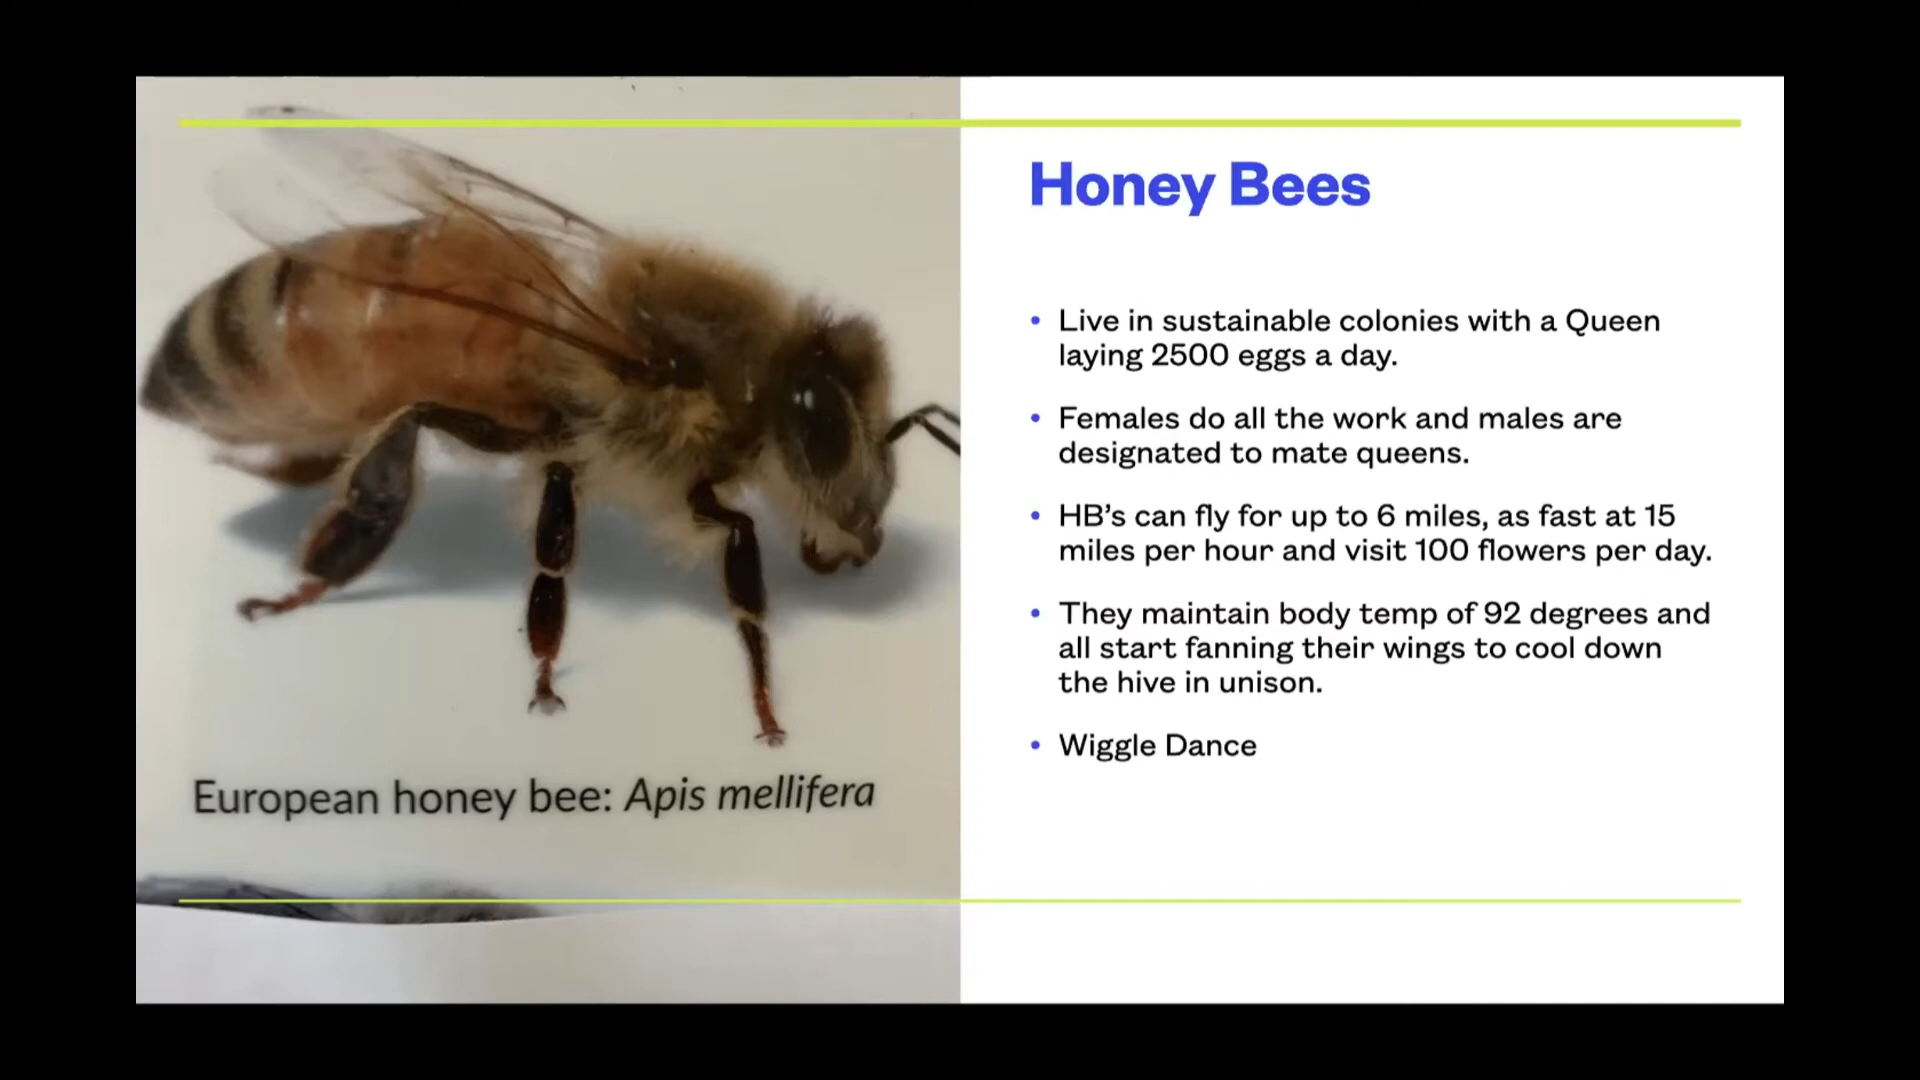 Honey Bees
• Live in sustainable colonies with a Queen
laying 2500 eggs a day.
• Females do all the work and males are
designated to mate queens.
• HB's can fly for up to 6 miles, as fast at 15
miles per hour and visit 100 flowers per day.
• They maintain body temp of 92 degrees and
all start fanning their wings to cool down
the hive in unison.
• Wiggle Dance
European honey bee: Apis mellifera